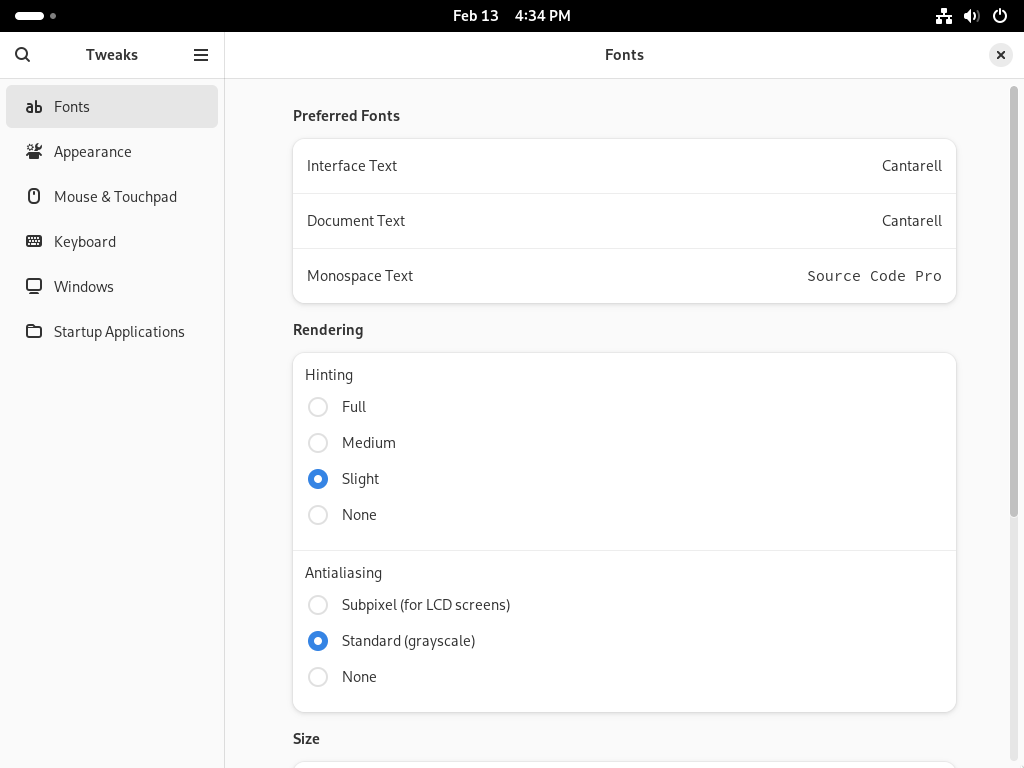 Feb 13 4:34 PM
Tweaks
Fonts
ab Fonts
Appearance
Mouse & Touchpad
Keyboard
Windows
Startup Applications
Preferred Fonts
Interface Text Cantarell
Document Text Cantarell
Monospace Text Source Code Pro
Rendering
Hinting
Full
Medium
Slight
None
Antialiasing
Subpixel (for LCD screens)
Standard (grayscale)
None
Size